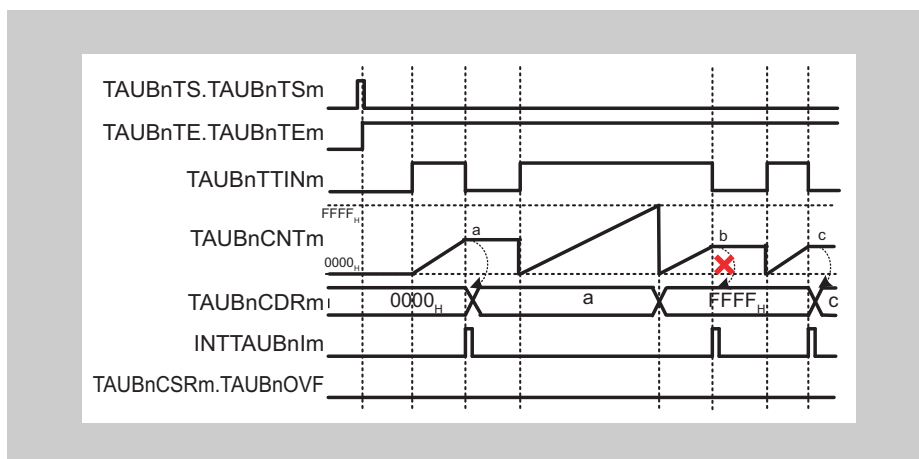 TAUBnTS.TAUBnTSm
TAUBnTE.TAUBnTEm
TAUBnTTINm
FFFFH
TAUBnCNTm
a
b
c
0000H
TAUBnCDRm
0000H
a
FFFFH
c
INTTAUBnIm
TAUBnCSRm.TAUBnOVF